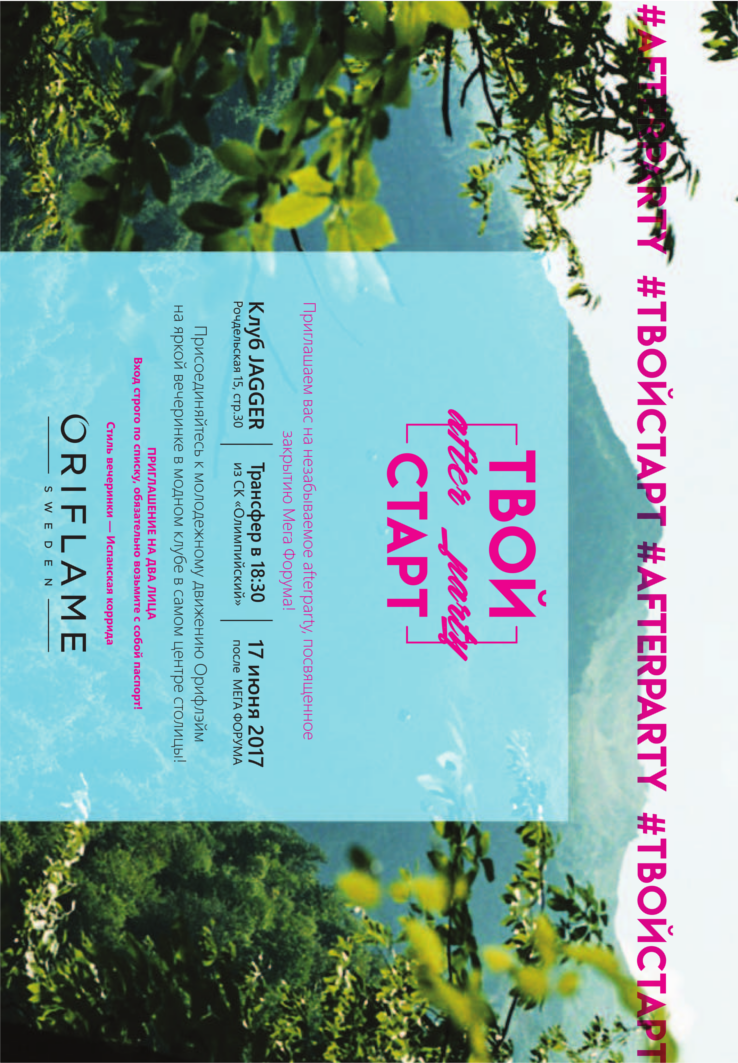 #AFTERPARTY #ТВОЙСТАРТ #AFTERPARTY #ТВОЙСТАРТ
ТВОЙ
after party
СТАРТ
Приглашаем вас на незабываемое afterparty, посвященное
закрытию Мега Форума!
Клуб JAGGER
Рочдельская 15, стр.30
Трансфер в 18:30
из СК «Олимпийский»
17 июня 2017
после МЕГА ФОРУМА
Присоединяйтесь к молодежному движению Орифлэйм
на яркой вечеринке в модном клубе в самом центре столицы!
ПРИГЛАШЕНИЕ НА ДВА ЛИЦА
Вход строго по списку, обязательно возьмите с собой паспорт!
Стиль вечеринки — Испанская коррида
ORIFLAME
SWEDEN